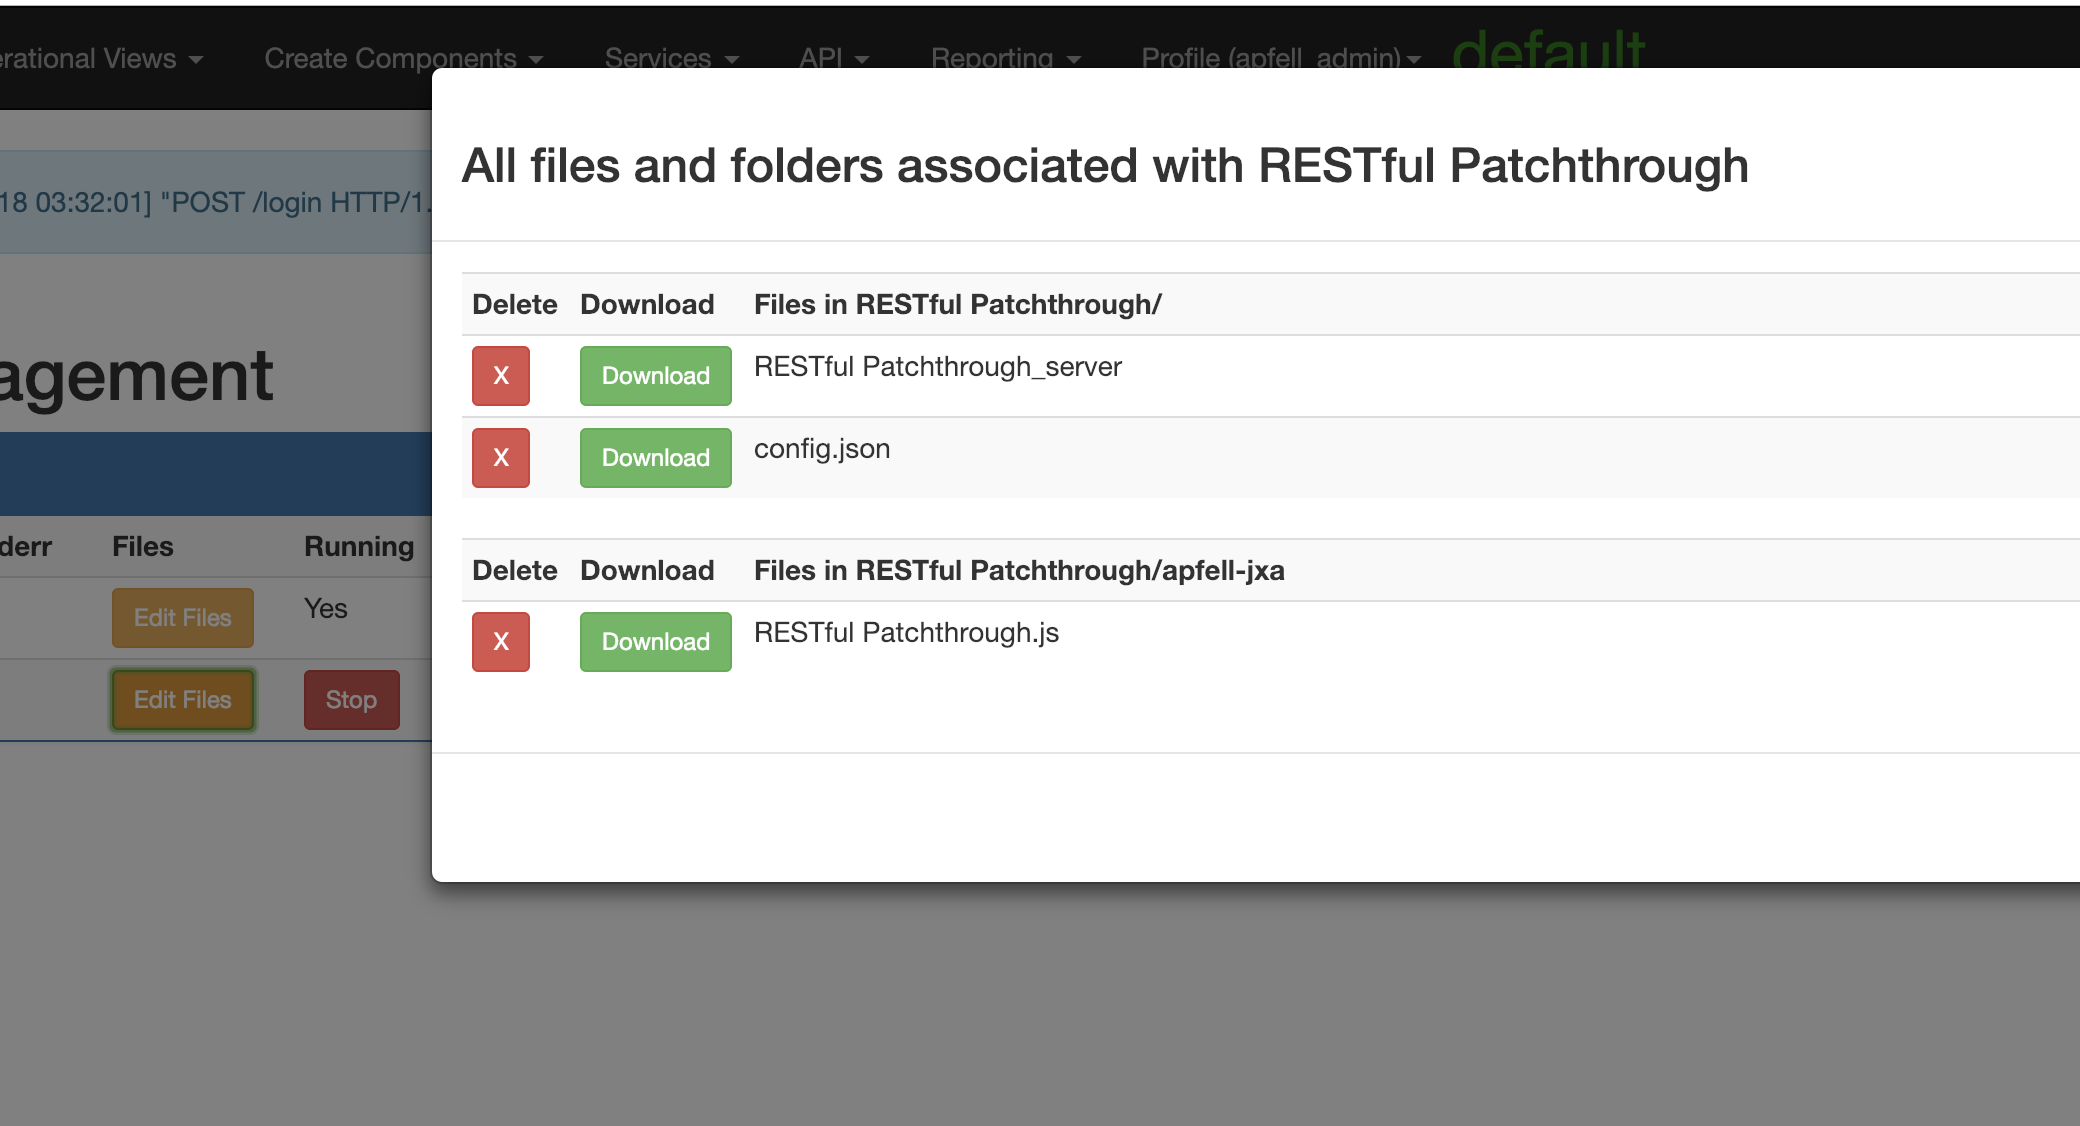 erational Views Create Components Services API Reporting Profile (apfell_admin) default
18 03:32:01] "POST /login HTTP/1.
agement
derr Files Running
Edit Files Yes
Edit Files Stop
All files and folders associated with RESTful Patchthrough
Delete Download Files in RESTful Patchthrough/
X Download RESTful Patchthrough_server
X Download config.json
Delete Download Files in RESTful Patchthrough/apfell-jxa
X Download RESTful Patchthrough.js